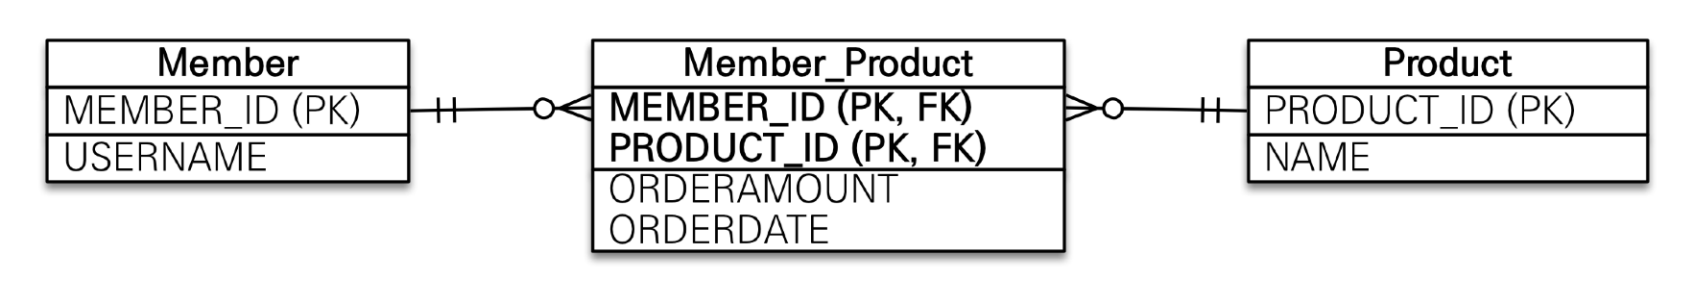 Member
MEMBER_ID (PK)
USERNAME
Member_Product
MEMBER_ID (PK, FK)
PRODUCT_ID (PK, FK)
ORDERAMOUNT
ORDERDATE
Product
PRODUCT_ID (PK)
NAME